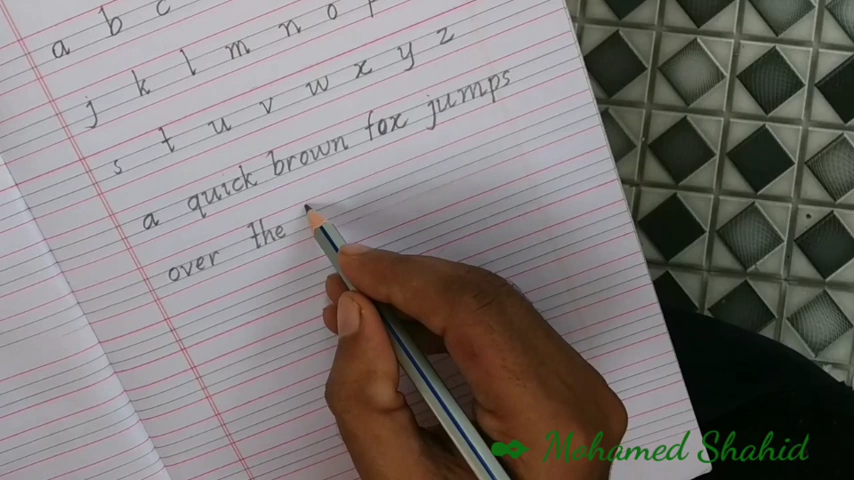 a b c
j k l m n o p
s t u v w x y z
a quick brown fox jumps
over the
Mohamed Shahid